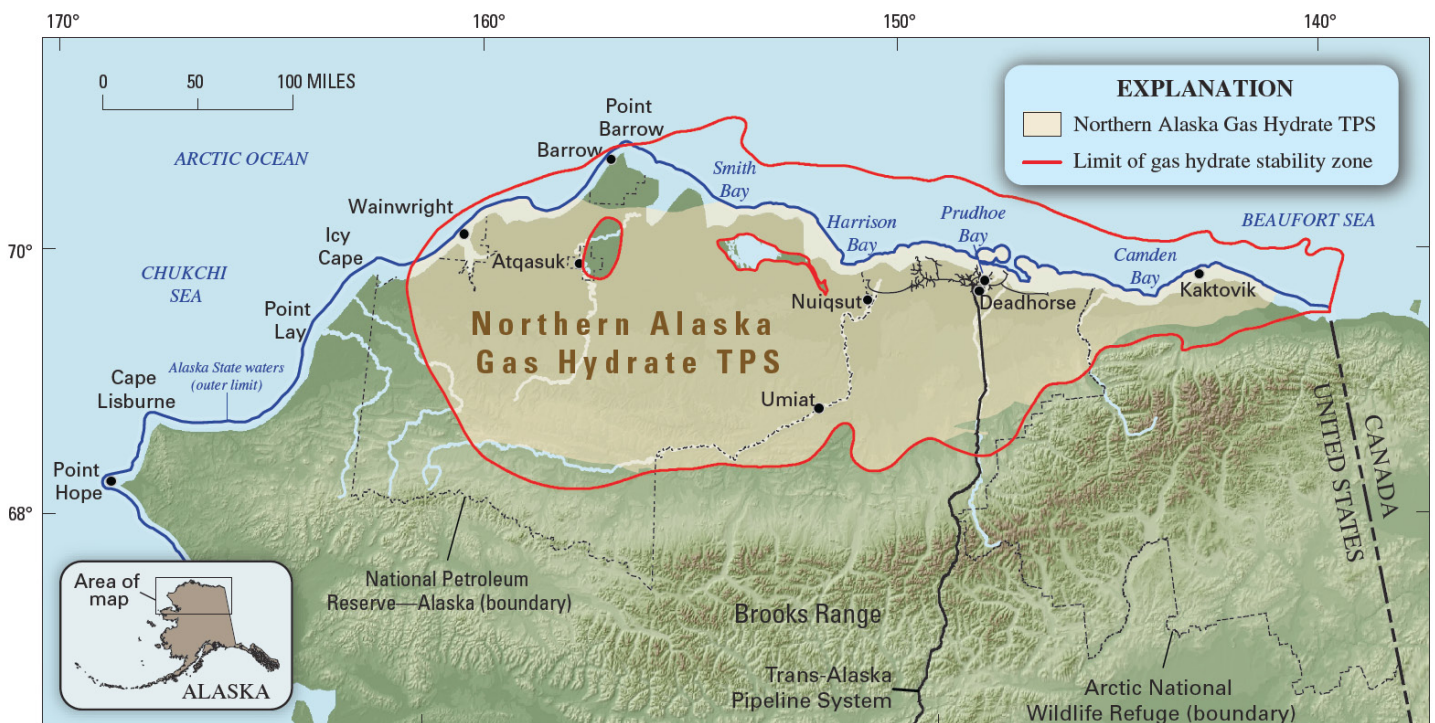 170°
160°
150°
140°
0 50 100 MILES
EXPLANATION
Northern Alaska Gas Hydrate TPS
Limit of gas hydrate stability zone
Point
Barrow
Barrow
ARCTIC OCEAN
Smith
Bay
Wainwright
Harrison
Bay
Prudhoe
Bay
BEAUFORT SEA
Icy
Cape
70°
Atqasuk
Camden
Bay
CHUKCHI
SEA
Kaktovik
Nuiqsut
Deadhorse
Point
Lay
Northern Alaska
Gas Hydrate TPS
Alaska State waters
(outer limit)
Cape
Lisburne
Umiat
CANADA
UNITED STATES
Point
Hope
68°
Area of
map
ALASKA
National Petroleum
Reserve—Alaska (boundary)
Brooks Range
Trans-Alaska
Pipeline System
Arctic National
Wildlife Refuge (boundary)